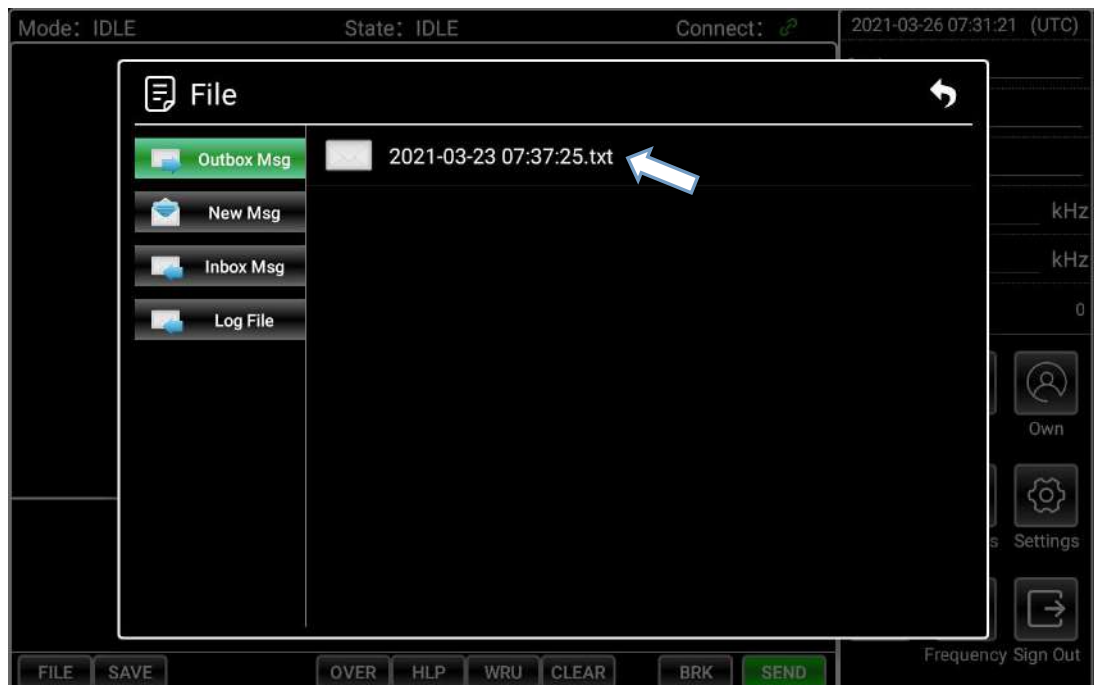 Mode: IDLE State: IDLE Connect:
2021-03-26 07:31:21 (UTC)
File
Outbox Msg
2021-03-23 07:37:25.txt
New Msg
kHz
Inbox Msg
kHz
Log File
0
Own
s Settings
Frequency Sign Out
FILE SAVE OVER HLP WRU CLEAR BRK SEND